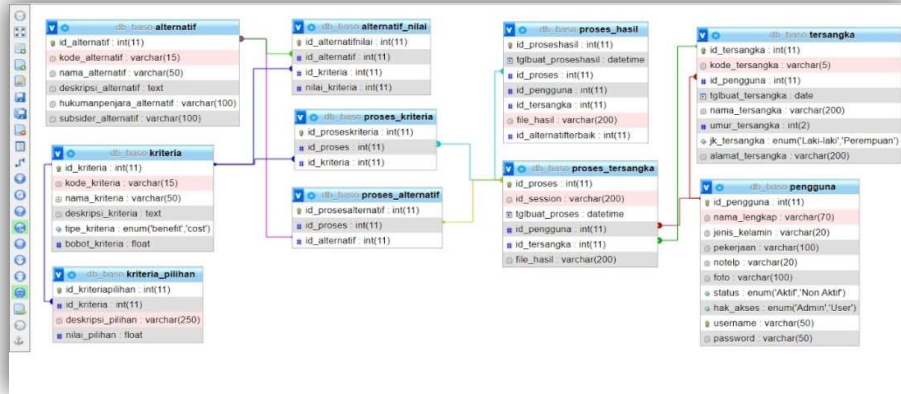 db_baso alternatif
id_alternatif : int(11)
kode_alternatif : varchar(15)
nama_alternatif : varchar(50)
deskripsi_alternatif : text
hukumanpenjara_alternatif : varchar(100)
subsider_alternatif : varchar(100)
db_baso kriteria
id_kriteria : int(11)
kode_kriteria : varchar(15)
nama_kriteria : varchar(50)
deskripsi_kriteria : text
tipe_kriteria : enum('benefit','cost')
bobot_kriteria : float
db_baso kriteria_pilihan
id_kriteriapilihan : int(11)
id_kriteria : int(11)
deskripsi_pilihan : varchar(250)
nilai_pilihan : float
db_baso alternatif_nilai
id_alternatifnilai : int(11)
id_alternatif : int(11)
id_kriteria : int(11)
nilai_kriteria : int(11)
db_baso proses_kriteria
id_proseskriteria : int(11)
id_proses : int(11)
id_kriteria : int(11)
db_baso proses_alternatif
id_prosesalternatif : int(11)
id_proses : int(11)
id_alternatif : int(11)
db_baso proses_hasil
id_proseshasil : int(11)
tglbuat_proseshasil : datetime
id_proses : int(11)
id_pengguna : int(11)
id_tersangka : int(11)
file_hasil : varchar(200)
id_alternatifterbaik : int(11)
db_baso proses_tersangka
id_proses : int(11)
id_session : varchar(200)
tglbuat_proses : datetime
id_pengguna : int(11)
id_tersangka : int(11)
file_hasil : varchar(200)
db_baso tersangka
id_tersangka : int(11)
kode_tersangka : varchar(5)
id_pengguna : int(11)
tglbuat_tersangka : date
nama_tersangka : varchar(200)
umur_tersangka : int(2)
jk_tersangka : enum('Laki-laki','Perempuan')
alamat_tersangka : varchar(200)
db_baso pengguna
id_pengguna : int(11)
nama_lengkap : varchar(70)
jenis_kelamin : varchar(20)
pekerjaan : varchar(100)
notelp : varchar(20)
foto : varchar(100)
status : enum('Aktif','Non Aktif')
hak_akses : enum('Admin','User')
username : varchar(50)
password : varchar(50)